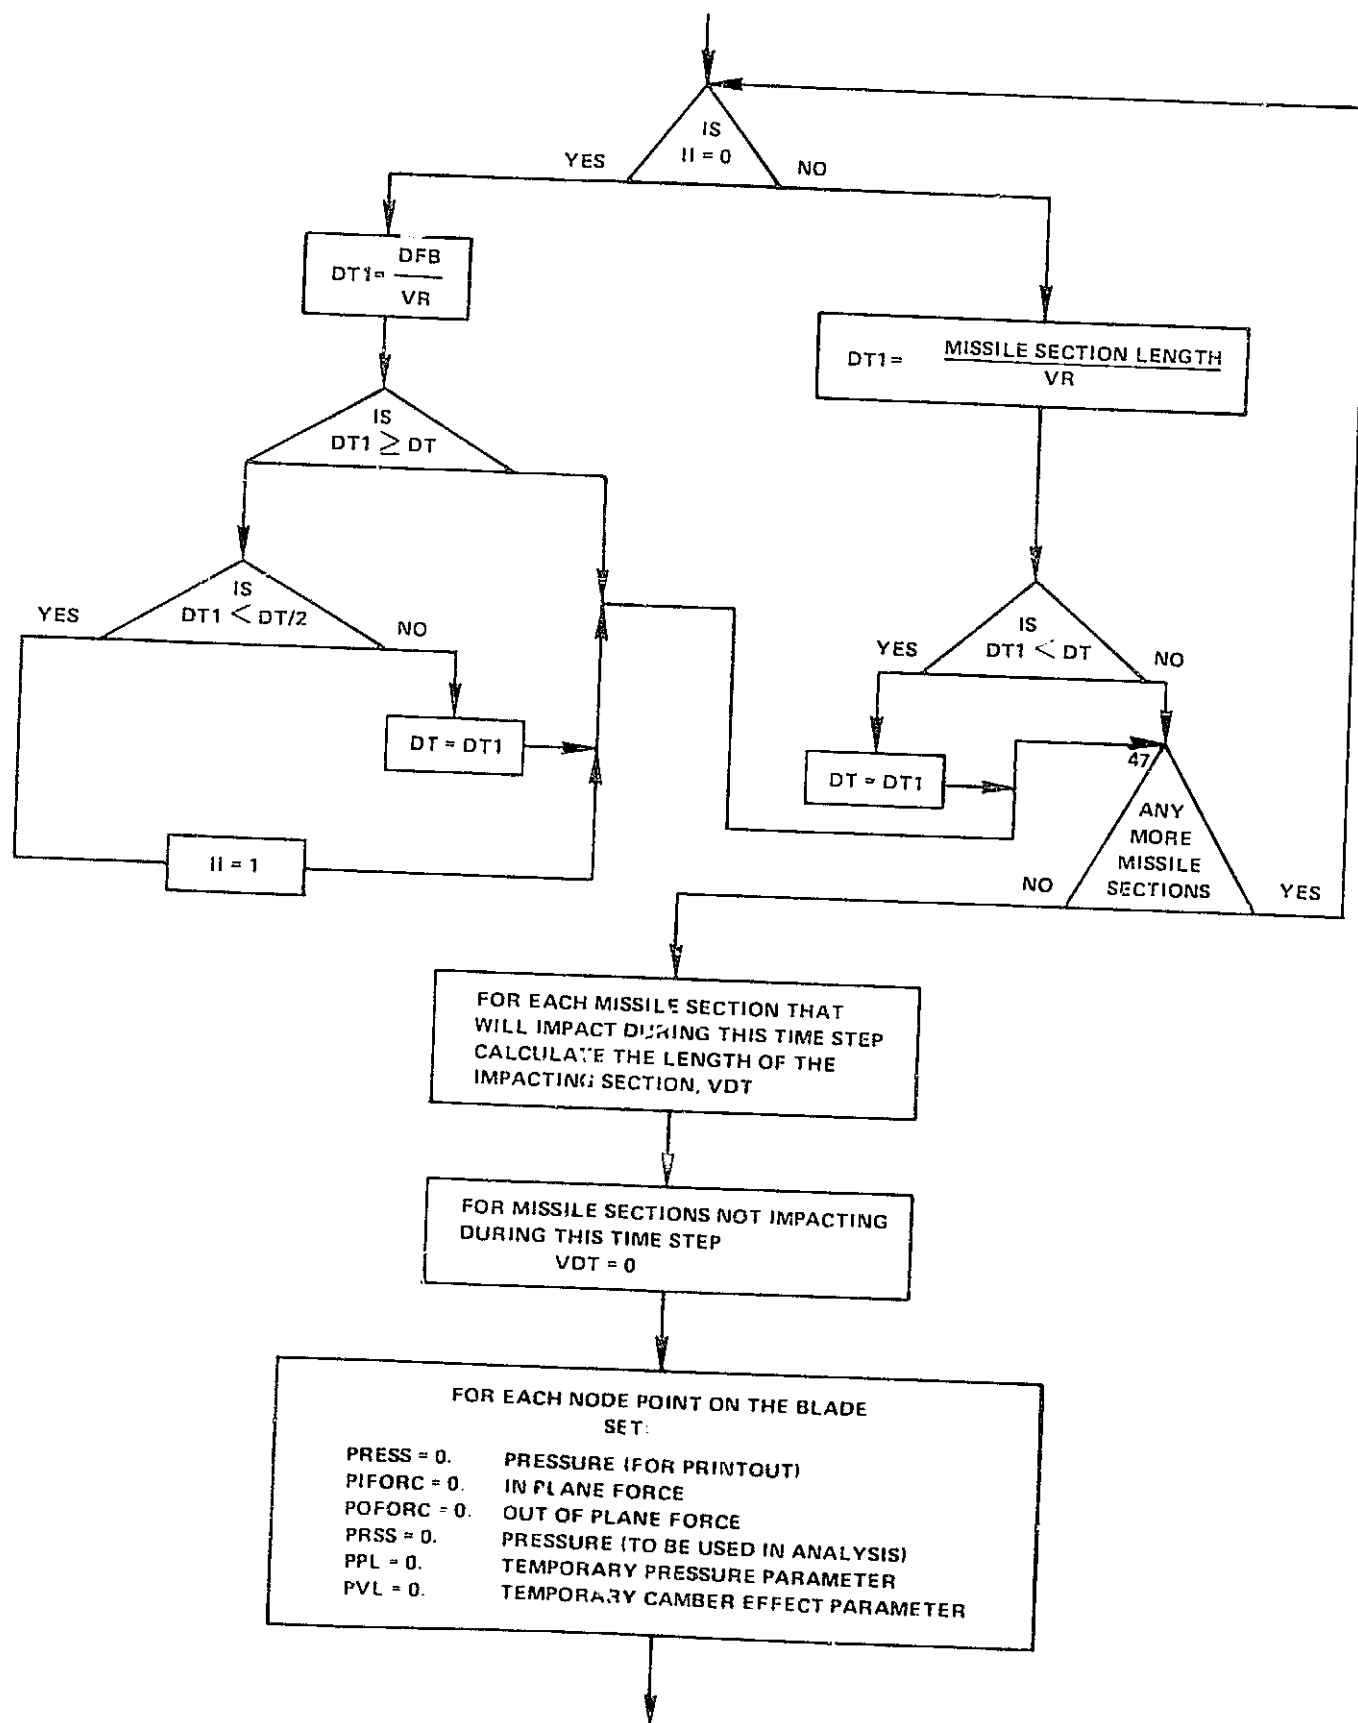 IS
II = 0
YES
NO
DT1= DFB
VR
DT1= MISSILE SECTION LENGTH
VR
IS
DT1 ≥ DT
IS
DT1 < DT/2
YES
NO
IS
DT1 < DT
YES
NO
DT = DT1
DT = DT1
47
ANY
MORE
MISSILE
SECTIONS
II = 1
NO
YES
FOR EACH MISSILE SECTION THAT
WILL IMPACT DURING THIS TIME STEP
CALCULATE THE LENGTH OF THE
IMPACTING SECTION, VDT
FOR MISSILE SECTIONS NOT IMPACTING
DURING THIS TIME STEP
VDT = 0
FOR EACH NODE POINT ON THE BLADE
SET:
PRESS = 0. PRESSURE (FOR PRINTOUT)
PIFORC = 0. IN PLANE FORCE
POFORC = 0. OUT OF PLANE FORCE
PRSS = 0. PRESSURE (TO BE USED IN ANALYSIS)
PPL = 0. TEMPORARY PRESSURE PARAMETER
PVL = 0. TEMPORARY CAMBER EFFECT PARAMETER